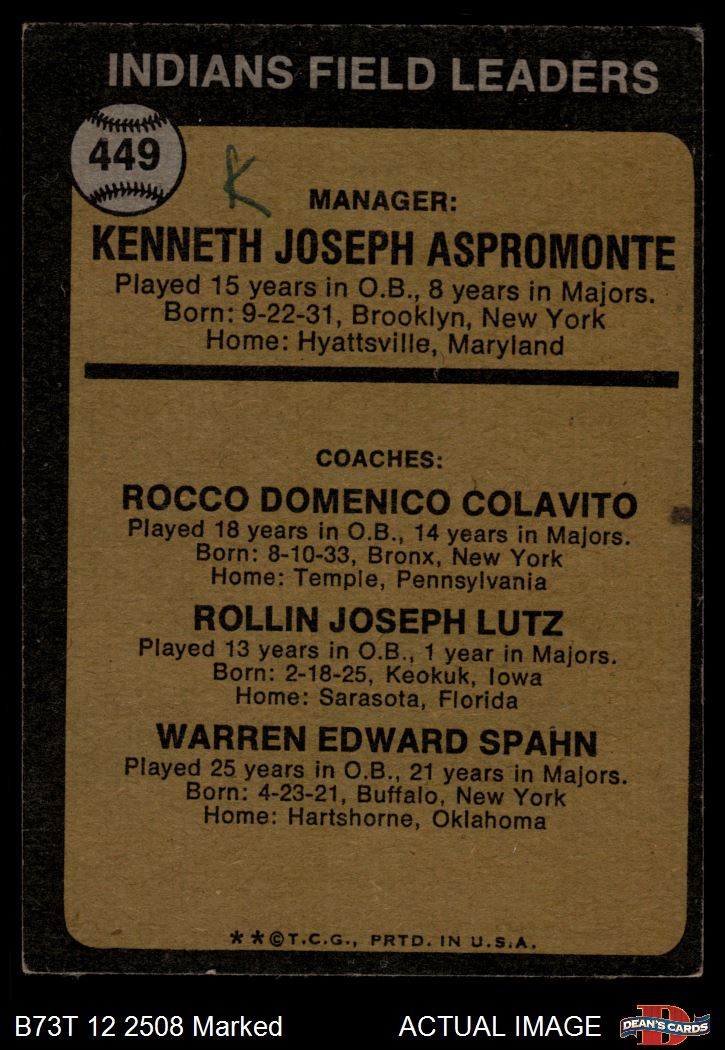 INDIANS FIELD LEADERS
449
K
MANAGER:
KENNETH JOSEPH ASPROMONTE
Played 15 years in O.B., 8 years in Majors.
Born: 9-22-31, Brooklyn, New York
Home: Hyattsville, Maryland
COACHES:
ROCCO DOMENICO COLAVITO
Played 18 years in O.B., 14 years in Majors.
Born: 8-10-33, Bronx, New York
Home: Temple, Pennsylvania
ROLLIN JOSEPH LUTZ
Played 13 years in O.B., 1 year in Majors.
Born: 2-18-25, Keokuk, Iowa
Home: Sarasota, Florida
WARREN EDWARD SPAHN
Played 25 years in O.B., 21 years in Majors.
Born: 4-23-21, Buffalo, New York
Home: Hartshorne, Oklahoma
**©T.C.G., PRTD. IN U.S.A.
B73T 12 2508 Marked ACTUAL IMAGE DEAN'S CARDS